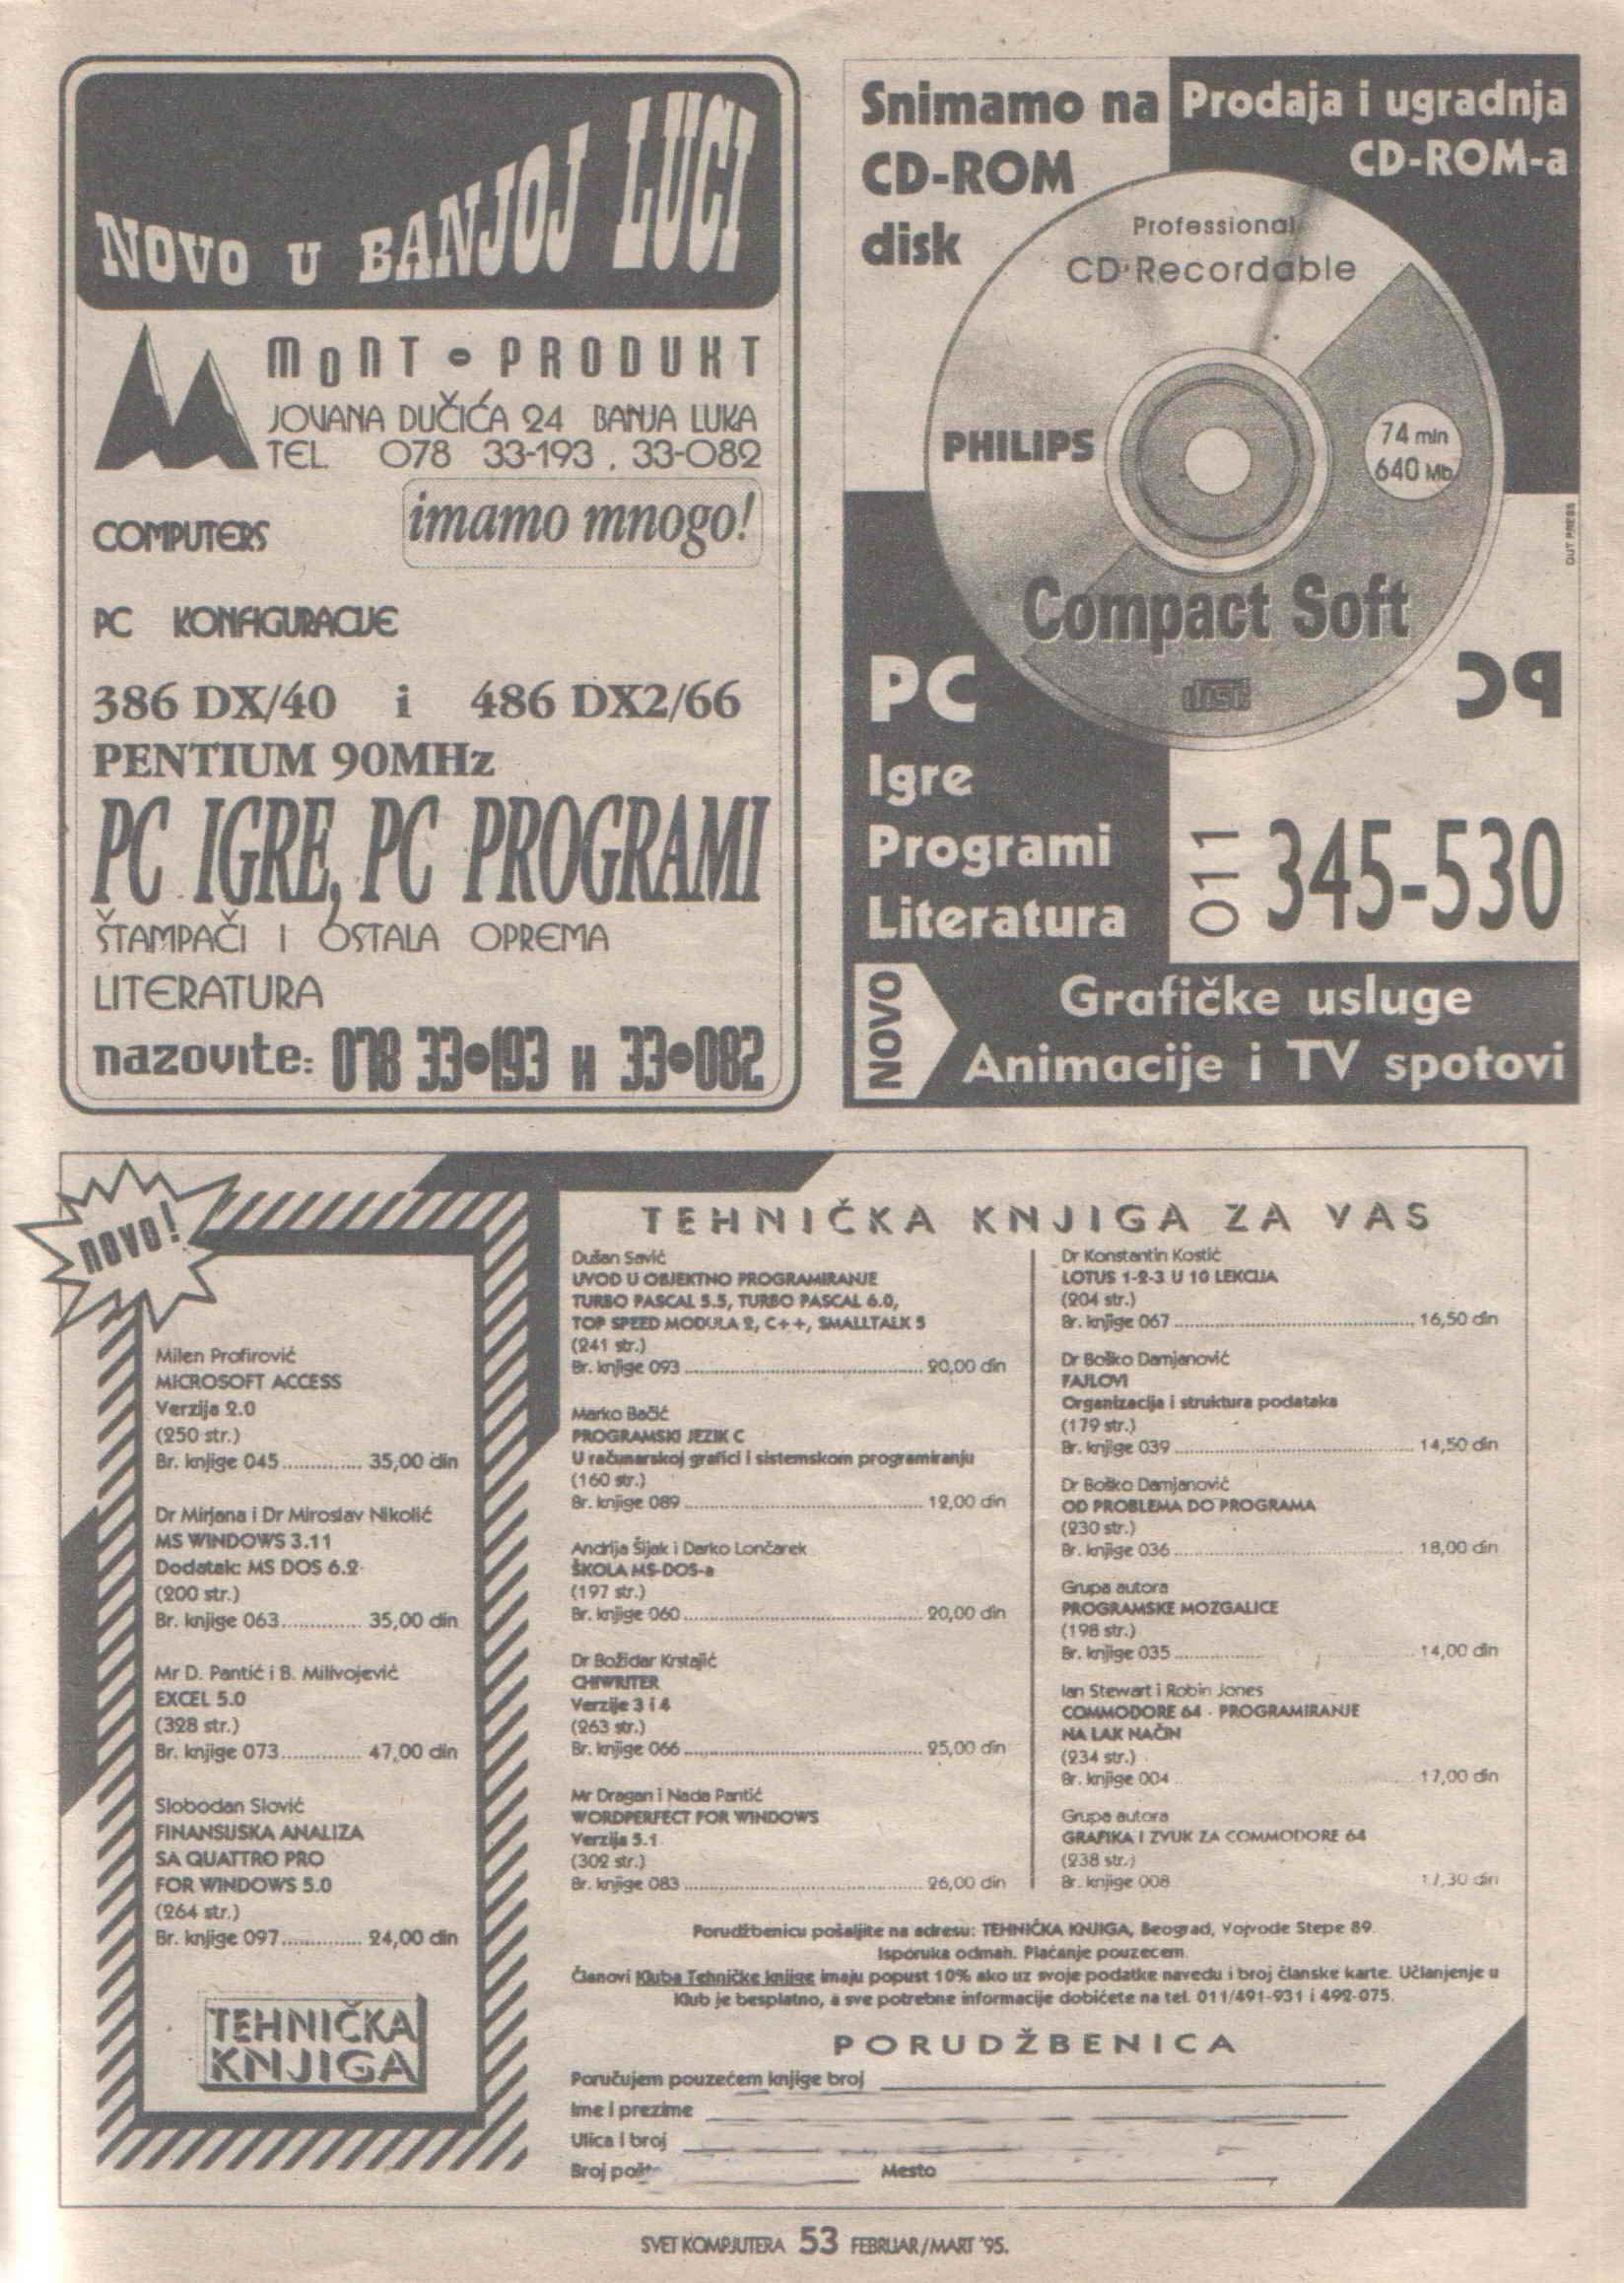 NOVO U BANJOJ LUCI
MONT-PRODUKT
JOVANA DUČIĆA 24 BANJA LUKA
TEL 078 33-193, 33-082
COMPUTERS
imamo mnogo!
PC KONFIGURACIJE
386 DX/40 i 486 DX2/66
PENTIUM 90MHz
PC IGRE, PC PROGRAMI
ŠTAMPAČI I OSTALA OPREMA
LITERATURA
nazovite: 078 33-193 и 33-082
Snimamo na
CD-ROM
disk
Prodaja i ugradnja
CD-ROM-a
Professional
CD-Recordable
PHILIPS
74 min
640 Mb
Compact Soft
disc
OUT PRESS
PC
PC
Igre
Programi
Literatura
011 345-530
NOVO
Grafičke usluge
Animacije i TV spotovi
NOVO!
Milen Profirović
MICROSOFT ACCESS
Verzija 2.0
(250 str.)
Br. knjige 045.............. 35,00 din
Dr Mirjana i Dr Miroslav Nikolić
MS WINDOWS 3.11
Dodatak: MS DOS 6.2
(200 str.)
Br. knjige 063.............. 35,00 din
Mr D. Pantić i B. Milivojević
EXCEL 5.0
(328 str.)
Br. knjige 073.............. 47,00 din
Slobodan Slović
FINANSIJSKA ANALIZA
SA QUATTRO PRO
FOR WINDOWS 5.0
(264 str.)
Br. knjige 097.............. 24,00 din
TEHNIČKA
KNJIGA
TEHNIČKA KNJIGA ZA VAS
Dušan Savić
UVOD U OBJEKTNO PROGRAMIRANJE
TURBO PASCAL 5.5, TURBO PASCAL 6.0,
TOP SPEED MODULA 2, C++, SMALLTALK 5
(241 str.)
Br. knjige 093 .............. 20,00 din
Marko Bačić
PROGRAMSKI JEZIK C
U računarskoj grafici i sistemskom programiranju
(160 str.)
Br. knjige 089 .............. 12,00 din
Andrija Šijak i Darko Lončarek
ŠKOLA MS-DOS-a
(197 str.)
Br. knjige 060 .............. 20,00 din
Dr Božidar Krstajić
CHIWRITER
Verzije 3 i 4
(263 str.)
Br. knjige 066 .............. 25,00 din
Mr Dragan i Nada Pantić
WORDPERFECT FOR WINDOWS
Verzija 5.1
(302 str.)
Br. knjige 083 .............. 26,00 din
Dr Konstantin Kostić
LOTUS 1-2-3 U 10 LEKCIJA
(204 str.)
Br. knjige 067 .............. 16,50 din
Dr Boško Damjanović
FAJLOVI
Organizacija i struktura podataka
(179 str.)
Br. knjige 039 .............. 14,50 din
Dr Boško Damjanović
OD PROBLEMA DO PROGRAMA
(230 str.)
Br. knjige 036 .............. 18,00 din
Grupa autora
PROGRAMSKE MOZGALICE
(198 str.)
Br. knjige 035 .............. 14,00 din
Ian Stewart i Robin Jones
COMMODORE 64 - PROGRAMIRANJE
NA LAK NAČIN
(234 str.)
Br. knjige 004 .............. 17,00 din
Grupa autora
GRAFIKA I ZVUK ZA COMMODORE 64
(238 str.)
Br. knjige 008 17,30 din
Porudžbenicu pošaljite na adresu: TEHNIČKA KNJIGA, Beograd, Vojvode Stepe 89.
Isporuka odmah. Plaćanje pouzećem.
Članovi Kluba Tehničke knjige imaju popust 10% ako uz svoje podatke navedu i broj članske karte. Učlanjenje u
Klub je besplatno, a sve potrebne informacije dobićete na tel. 011/491-931 i 492-075.
PORUDŽBENICA
Poručujem pouzećem knjige broj
Ime i prezime
Ulica i broj
Broj pošte Mesto
SVET KOMPJUTERA 53 FEBRUAR/MART '95.